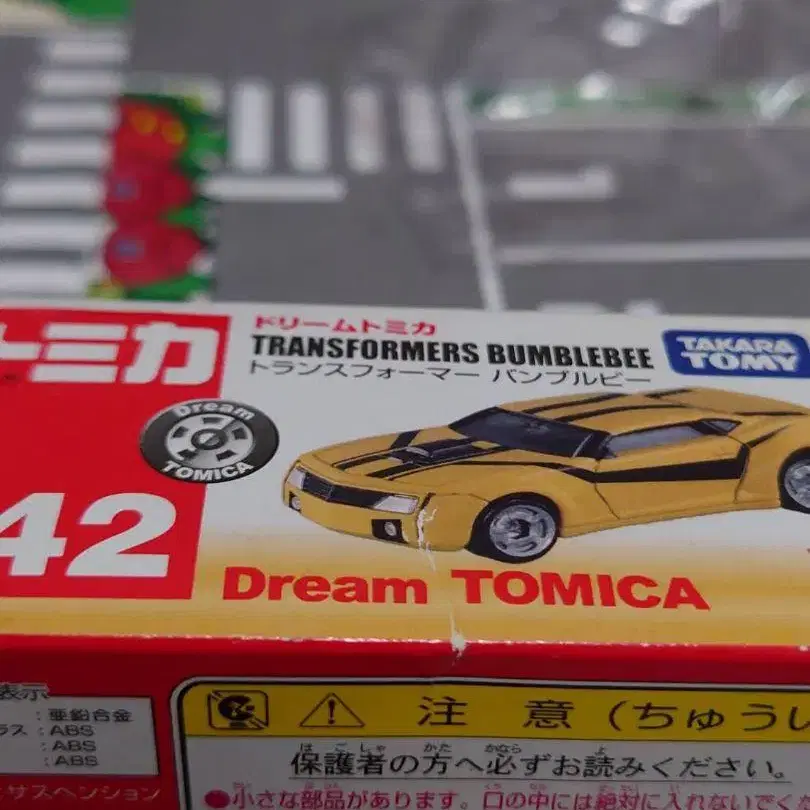 トミカ
ドリームトミカ
TRANSFORMERS BUMBLEBEE
トランスフォーマー バンブルビー
TAKARA
TOMY
Dream
TOMICA
42
Dream TOMICA
表示
: 亜鉛合金
ラス : ABS
: ABS
: ABS
サスペンション
注 意 (ちゅうい
保護者の方へ必ずお読みください。
●小さな部品があります。口の中には絶対に入れないでく